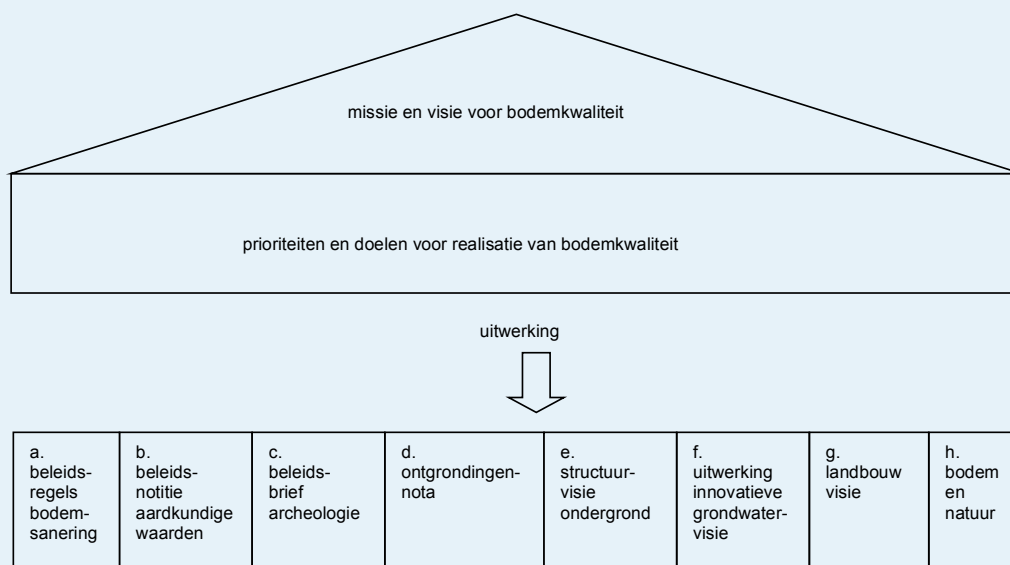 missie en visie voor bodemkwaliteit
prioriteiten en doelen voor realisatie van bodemkwaliteit
uitwerking
a.
beleids-
regels
bodem-
sanering
b.
beleids-
notitie
aardkundige
waarden
c.
beleids-
brief
archeologie
d.
ontgrondingen-
nota
e.
structuur-
visie
ondergrond
f.
uitwerking
innovatieve
grondwater-
visie
g.
landbouw
visie
h.
bodem
en
natuur